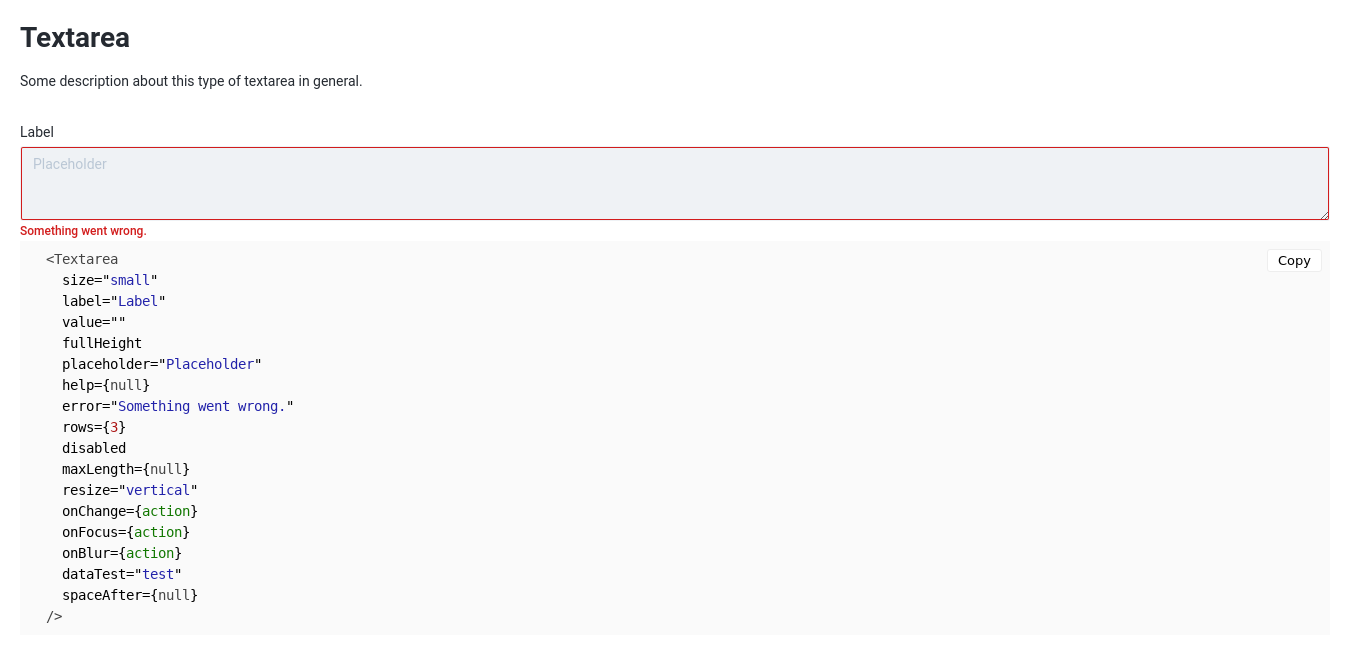 Textarea
Some description about this type of textarea in general.
Label
Placeholder
Something went wrong.
Copy
<Textarea
  size="small"
  label="Label"
  value=""
  fullHeight
  placeholder="Placeholder"
  help={null}
  error="Something went wrong."
  rows={3}
  disabled
  maxLength={null}
  resize="vertical"
  onChange={action}
  onFocus={action}
  onBlur={action}
  dataTest="test"
  spaceAfter={null}
/>